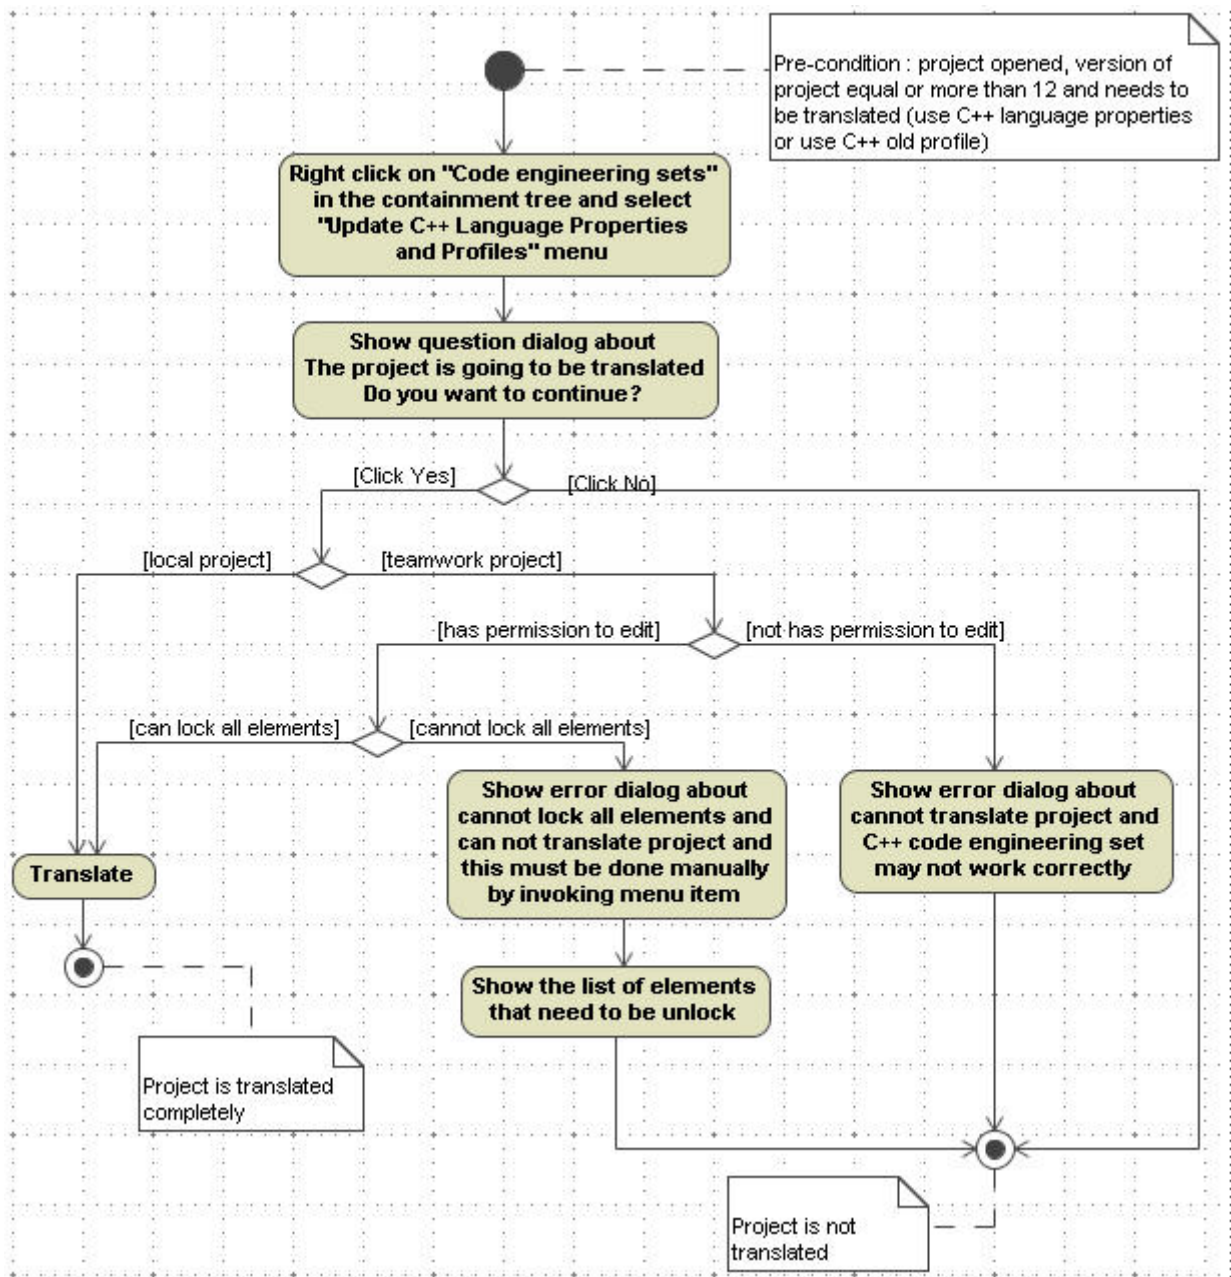 Pre-condition : project opened, version of
project equal or more than 12 and needs to
be translated (use C++ language properties
or use C++ old profile)
Right click on "Code engineering sets"
in the containment tree and select
"Update C++ Language Properties
and Profiles" menu
Show question dialog about
The project is going to be translated
Do you want to continue?
[Click Yes]
[Click No]
[local project]
[teamwork project]
[has permission to edit]
[not has permission to edit]
[can lock all elements]
[cannot lock all elements]
Show error dialog about
cannot lock all elements and
can not translate project and
this must be done manually
by invoking menu item
Show error dialog about
cannot translate project and
C++ code engineering set
may not work correctly
Translate
Show the list of elements
that need to be unlock
Project is translated
completely
Project is not
translated